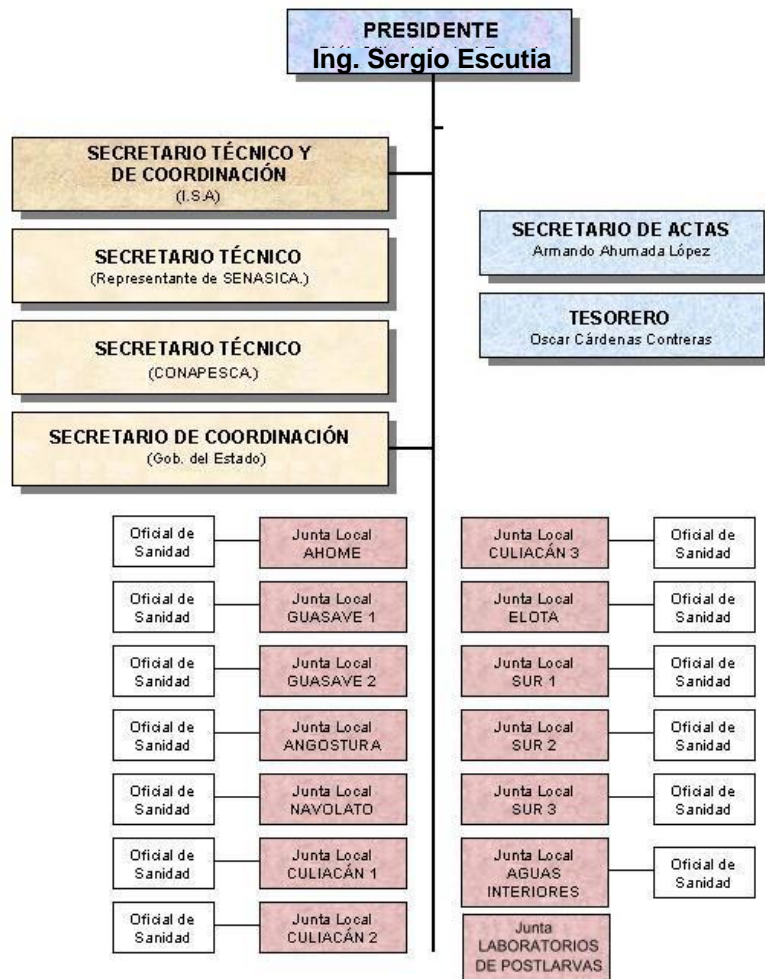 PRESIDENTE
Ing. Sergio Escutia
SECRETARIO TÉCNICO Y
DE COORDINACIÓN
(I.S.A)
SECRETARIO TÉCNICO
(Representante de SENASICA.)
SECRETARIO TÉCNICO
(CONAPESCA.)
SECRETARIO DE COORDINACIÓN
(Gob. del Estado)
SECRETARIO DE ACTAS
Armando Ahumada López
TESORERO
Oscar Cárdenas Contreras
Oficial de
Sanidad
Junta Local
AHOME
Oficial de
Sanidad
Junta Local
GUASAVE 1
Oficial de
Sanidad
Junta Local
GUASAVE 2
Oficial de
Sanidad
Junta Local
ANGOSTURA
Oficial de
Sanidad
Junta Local
NAVOLATO
Oficial de
Sanidad
Junta Local
CULIACÁN 1
Oficial de
Sanidad
Junta Local
CULIACÁN 2
Junta Local
CULIACÁN 3
Oficial de
Sanidad
Junta Local
ELOTA
Oficial de
Sanidad
Junta Local
SUR 1
Oficial de
Sanidad
Junta Local
SUR 2
Oficial de
Sanidad
Junta Local
SUR 3
Oficial de
Sanidad
Junta Local
AGUAS
INTERIORES
Oficial de
Sanidad
Junta
LABORATORIOS
DE POSTLARVAS